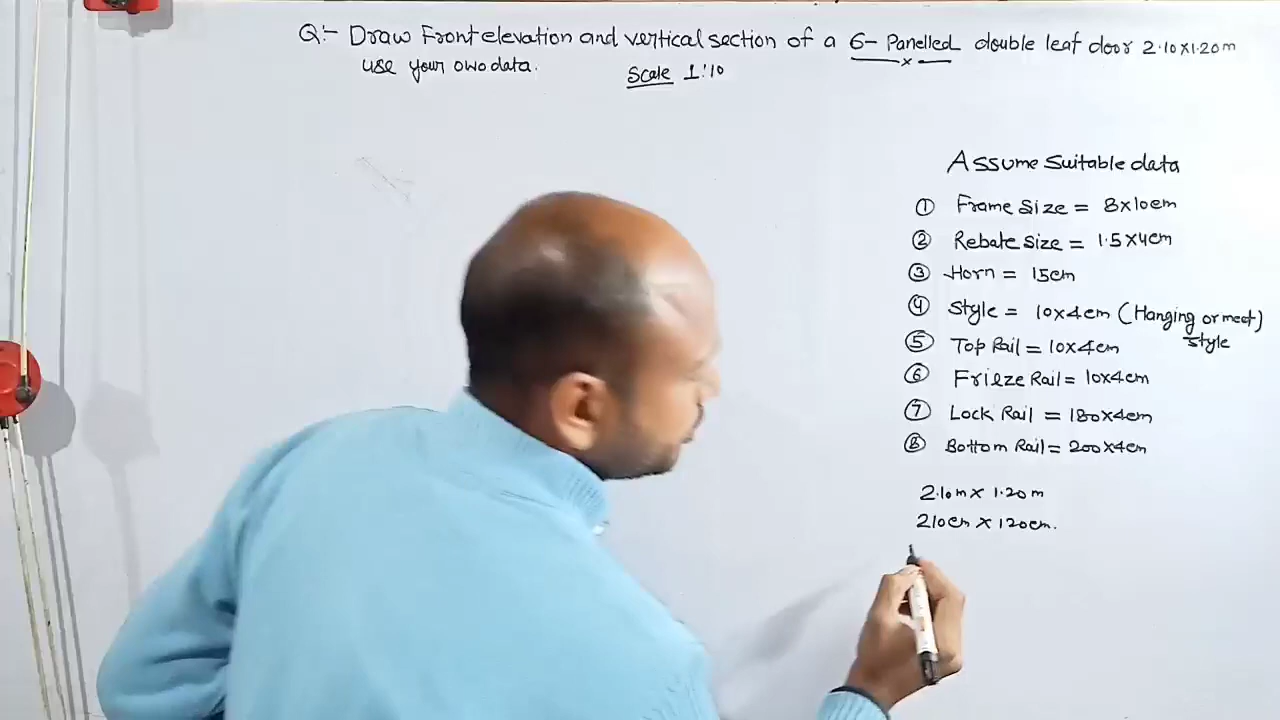 Q:- Draw Front elevation and vertical section of a 6- Panelled double leaf door 2.10x1.20m
use your own data. Scale 1:10
Assume suitable data
① Frame size = 8x10cm
② Rebate size = 1.5x4cm
③ Horn = 15cm
④ Style = 10x4cm (Hanging or meet)
style
⑤ Top Rail = 10x4cm
⑥ Frieze Rail = 10x4cm
⑦ Lock Rail = 180x4cm
⑧ Bottom Rail = 200x4cm
2.10m x 1.20m
210cm x 120cm.